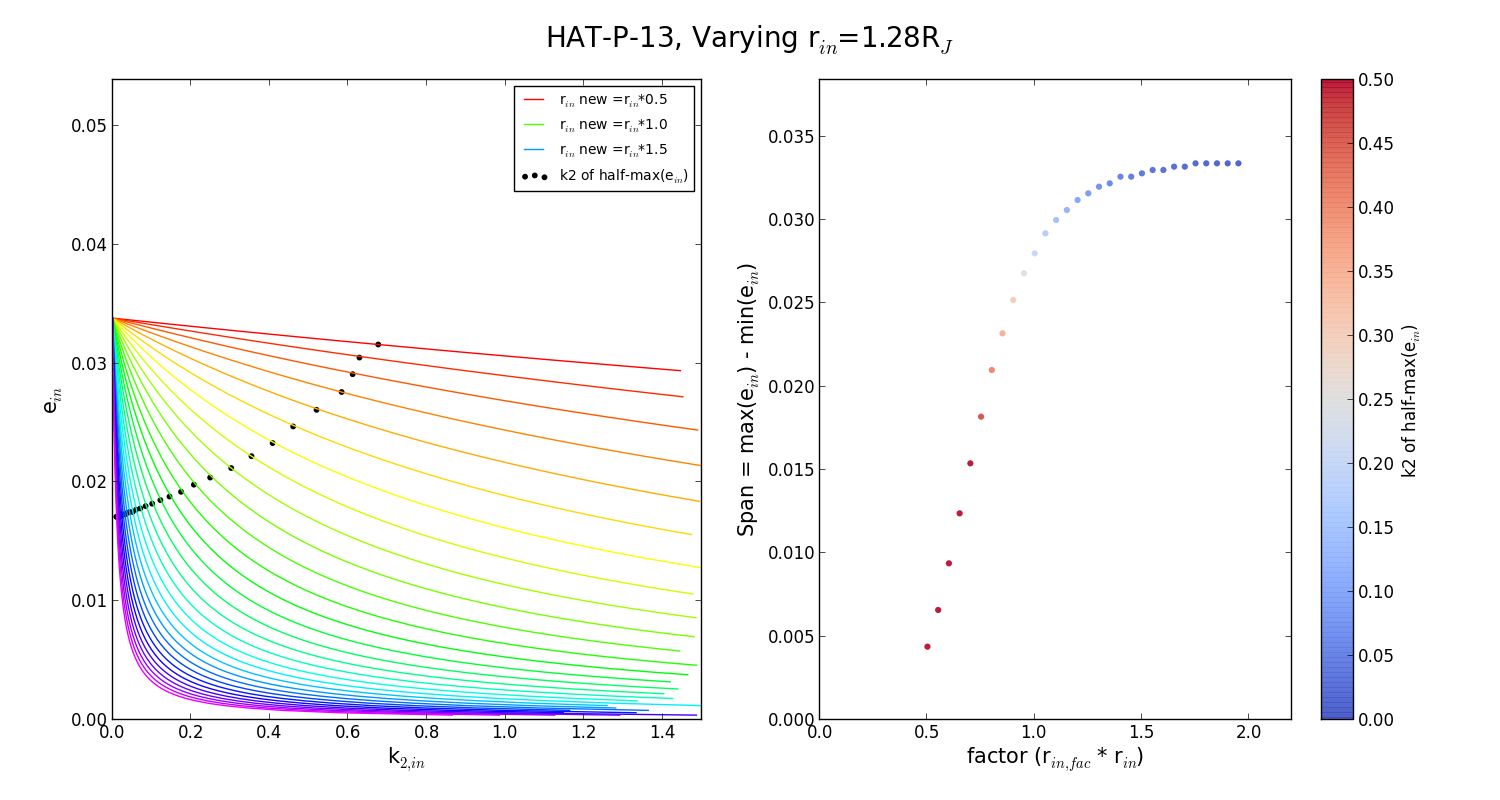 HAT-P-13, Varying r_in=1.28R_J
r_in new =r_in*0.5
r_in new =r_in*1.0
r_in new =r_in*1.5
k2 of half-max(e_in)
0.05
0.04
0.03
0.02
0.01
0.00
e_in
0.0 0.2 0.4 0.6 0.8 1.0 1.2 1.4
k_2,in
0.035
0.030
0.025
0.020
0.015
0.010
0.005
0.000
Span = max(e_in) - min(e_in)
0.0 0.5 1.0 1.5 2.0
factor (r_in,fac * r_in)
0.50
0.45
0.40
0.35
0.30
0.25
0.20
0.15
0.10
0.05
0.00
k2 of half-max(e_in)